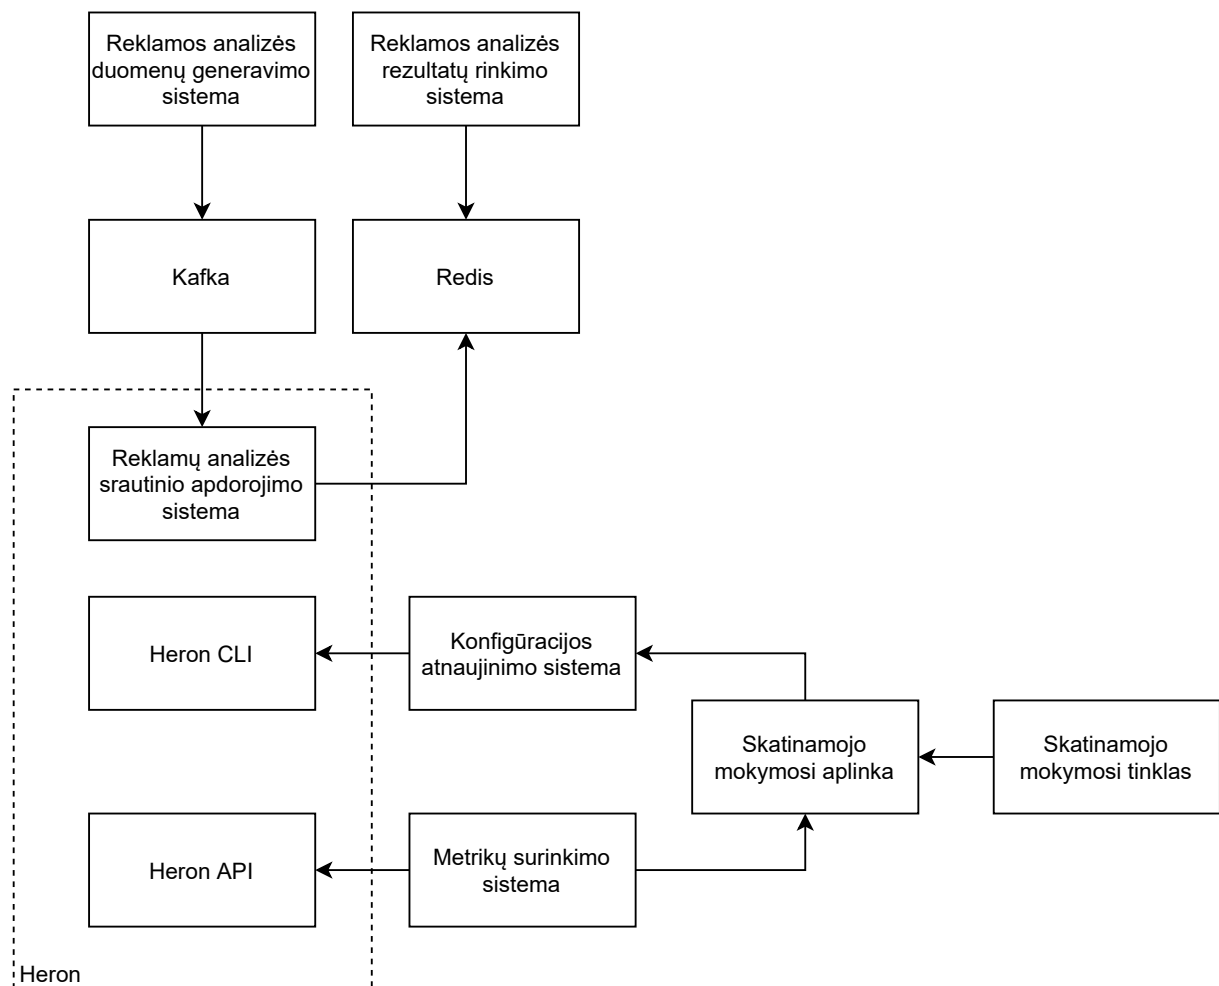 Reklamos analizės
duomenų generavimo
sistema
Reklamos analizės
rezultatų rinkimo
sistema
Kafka
Redis
Reklamų analizės
srautinio apdorojimo
sistema
Heron CLI
Konfigūracijos
atnaujinimo sistema
Skatinamojo
mokymosi aplinka
Skatinamojo
mokymosi tinklas
Heron API
Metrikų surinkimo
sistema
Heron